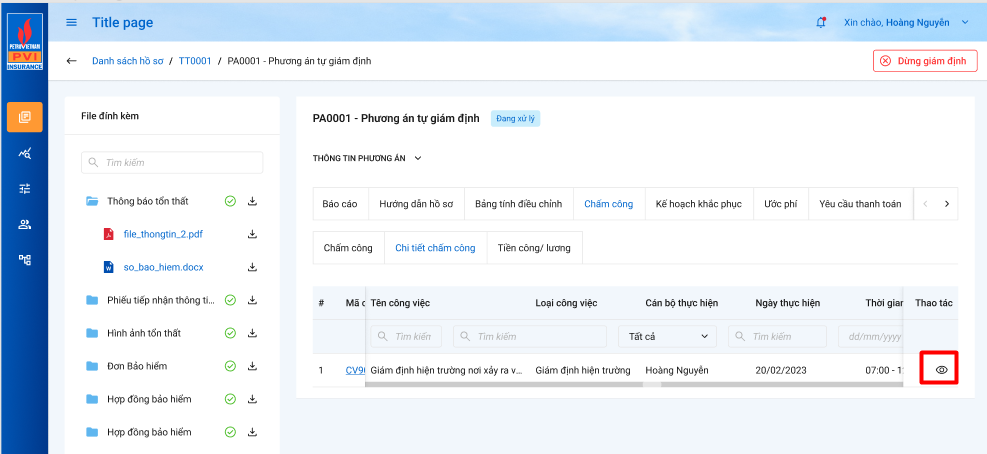 Title page
Xin chào, Hoàng Nguyễn
PETROVIETNAM
PVI
INSURANCE
Danh sách hồ sơ / TT0001 / PA0001 - Phương án tự giám định
Dừng giám định
File đính kèm
Tìm kiếm
Thông báo tổn thất
file_thongtin_2.pdf
so_bao_hiem.docx
Phiếu tiếp nhận thông ti...
Hình ảnh tổn thất
Đơn Bảo hiểm
Hợp đồng bảo hiểm
Hợp đồng bảo hiểm
PA0001 - Phương án tự giám định
Đang xử lý
THÔNG TIN PHƯƠNG ÁN
Báo cáo Hướng dẫn hồ sơ Bảng tính điều chỉnh Chấm công Kế hoạch khắc phục Ước phí Yêu cầu thanh toán
Chấm công Chi tiết chấm công Tiền công/ lương
# Mã c Tên công việc Loại công việc Cán bộ thực hiện Ngày thực hiện Thời gian Thao tác
Tìm kiếm Tìm kiếm Tất cả Tìm kiếm dd/mm/yyyy
1 CV90 Giám định hiện trường nơi xảy ra v... Giám định hiện trường Hoàng Nguyễn 20/02/2023 07:00 - 1